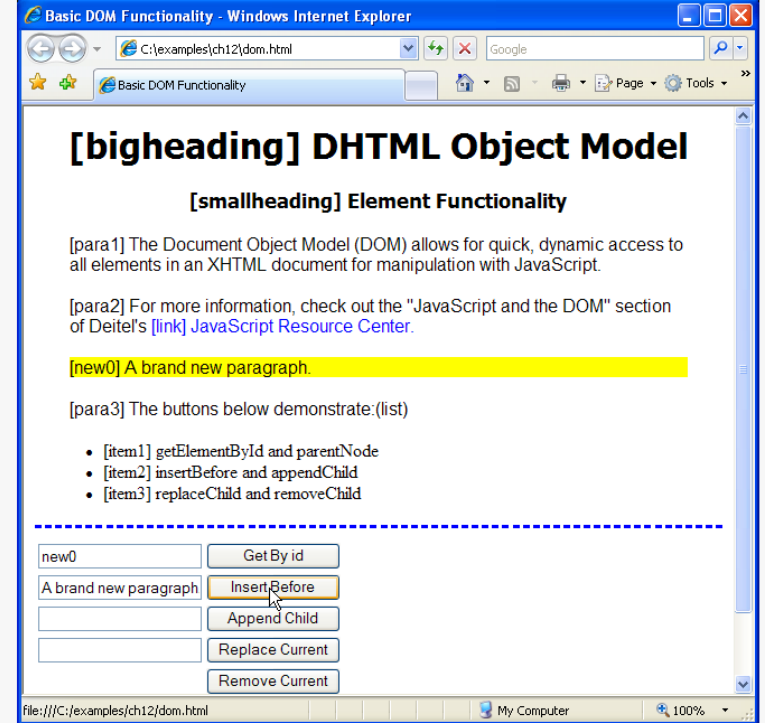 Basic DOM Functionality - Windows Internet Explorer
C:\examples\ch12\dom.html
Google
Basic DOM Functionality
Page
Tools
»
[bigheading] DHTML Object Model
[smallheading] Element Functionality
[para1] The Document Object Model (DOM) allows for quick, dynamic access to
all elements in an XHTML document for manipulation with JavaScript.
[para2] For more information, check out the "JavaScript and the DOM" section
of Deitel's [link] JavaScript Resource Center.
[new0] A brand new paragraph.
[para3] The buttons below demonstrate:(list)
• [item1] getElementById and parentNode
• [item2] insertBefore and appendChild
• [item3] replaceChild and removeChild
new0 Get By id
A brand new paragraph Insert Before
Append Child
Replace Current
Remove Current
file:///C:/examples/ch12/dom.html My Computer 100%